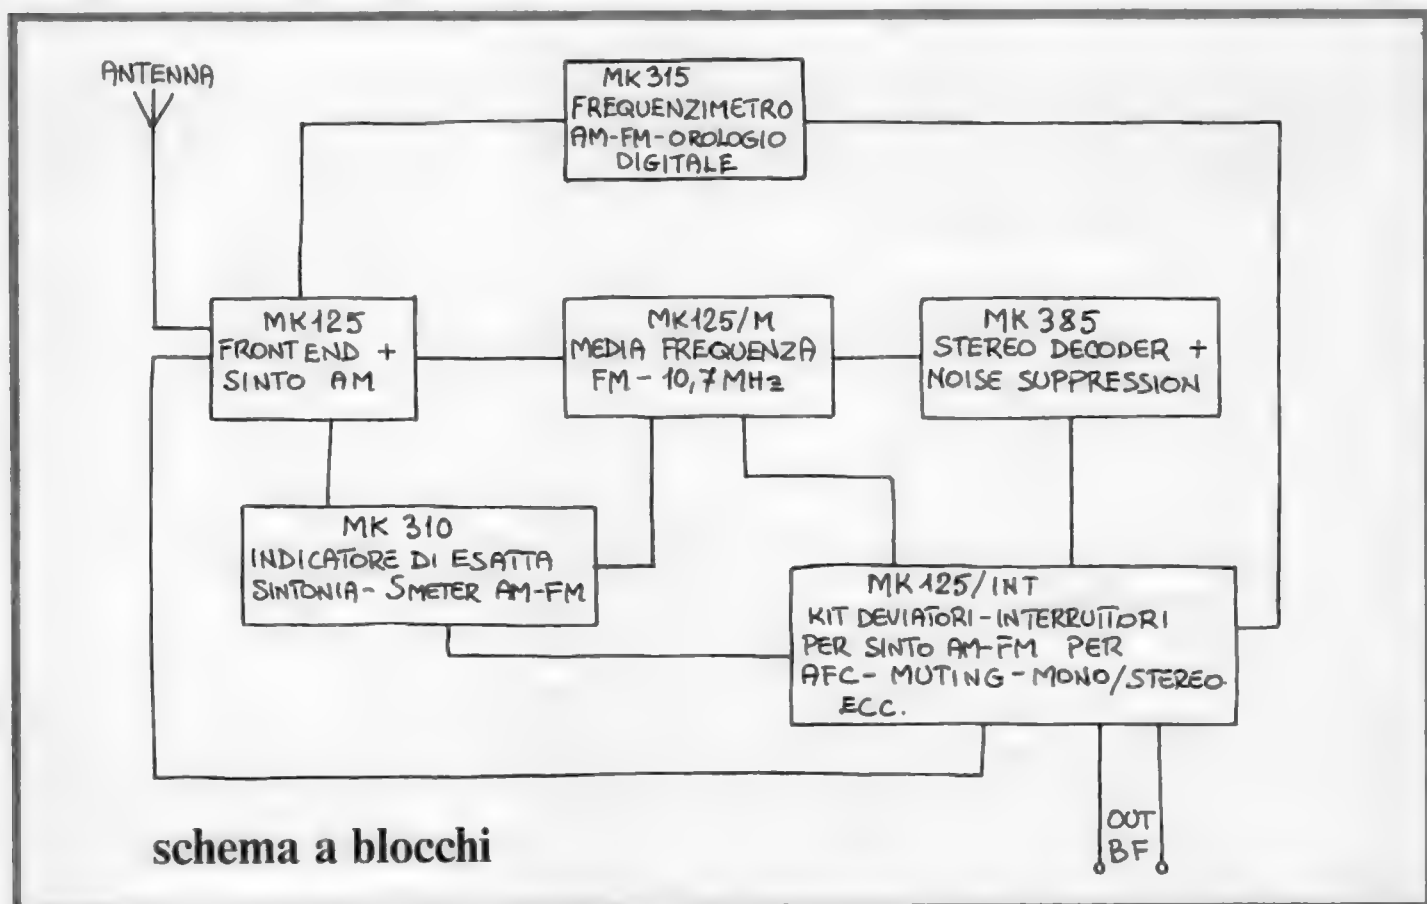 ANTENNA
MK315
FREQUENZIMETRO
AM-FM-OROLOGIO
DIGITALE
MK125
FRONT END +
SINTO AM
MK125/M
MEDIA FREQUENZA
FM-10,7 MHz
MK 385
STEREO DECODER +
NOISE SUPPRESSION
MK 310
INDICATORE DI ESATTA
SINTONIA- SMETER AM-FM
MK125/INT
KIT DEVIATORI-INTERRUTTORI
PER SINTO AM-FM PER
AFC- MUTING-MONO/STEREO.
ECC.
OUT
BF
schema a blocchi